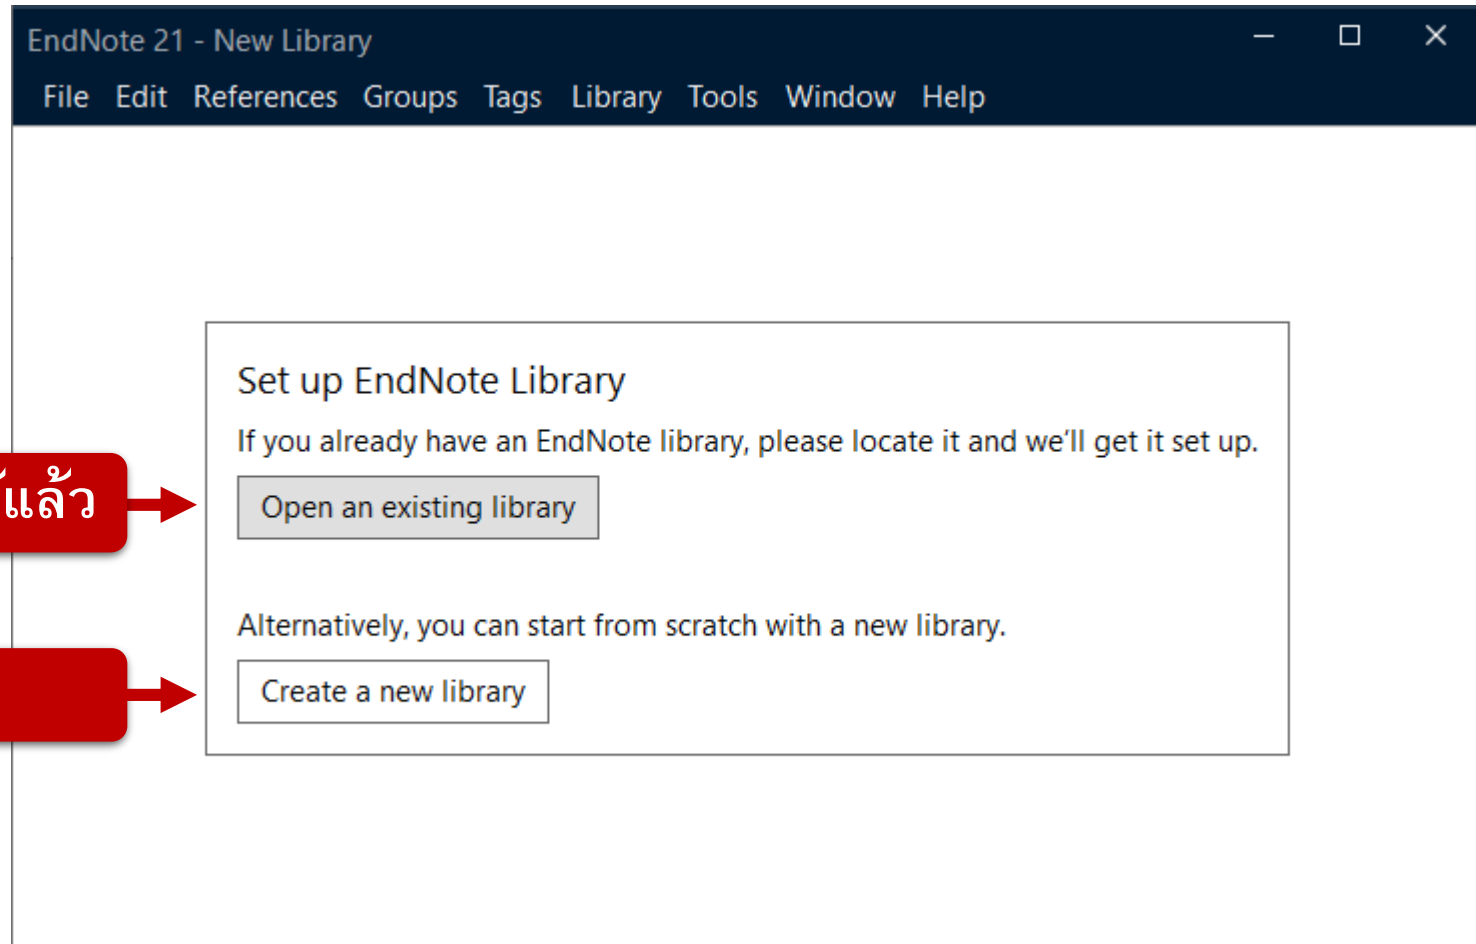 EndNote 21 - New Library
File Edit References Groups Tags Library Tools Window Help
Set up EndNote Library
If you already have an EndNote library, please locate it and we’ll get it set up.
แล้ว
Open an existing library
Alternatively, you can start from scratch with a new library.
Create a new library